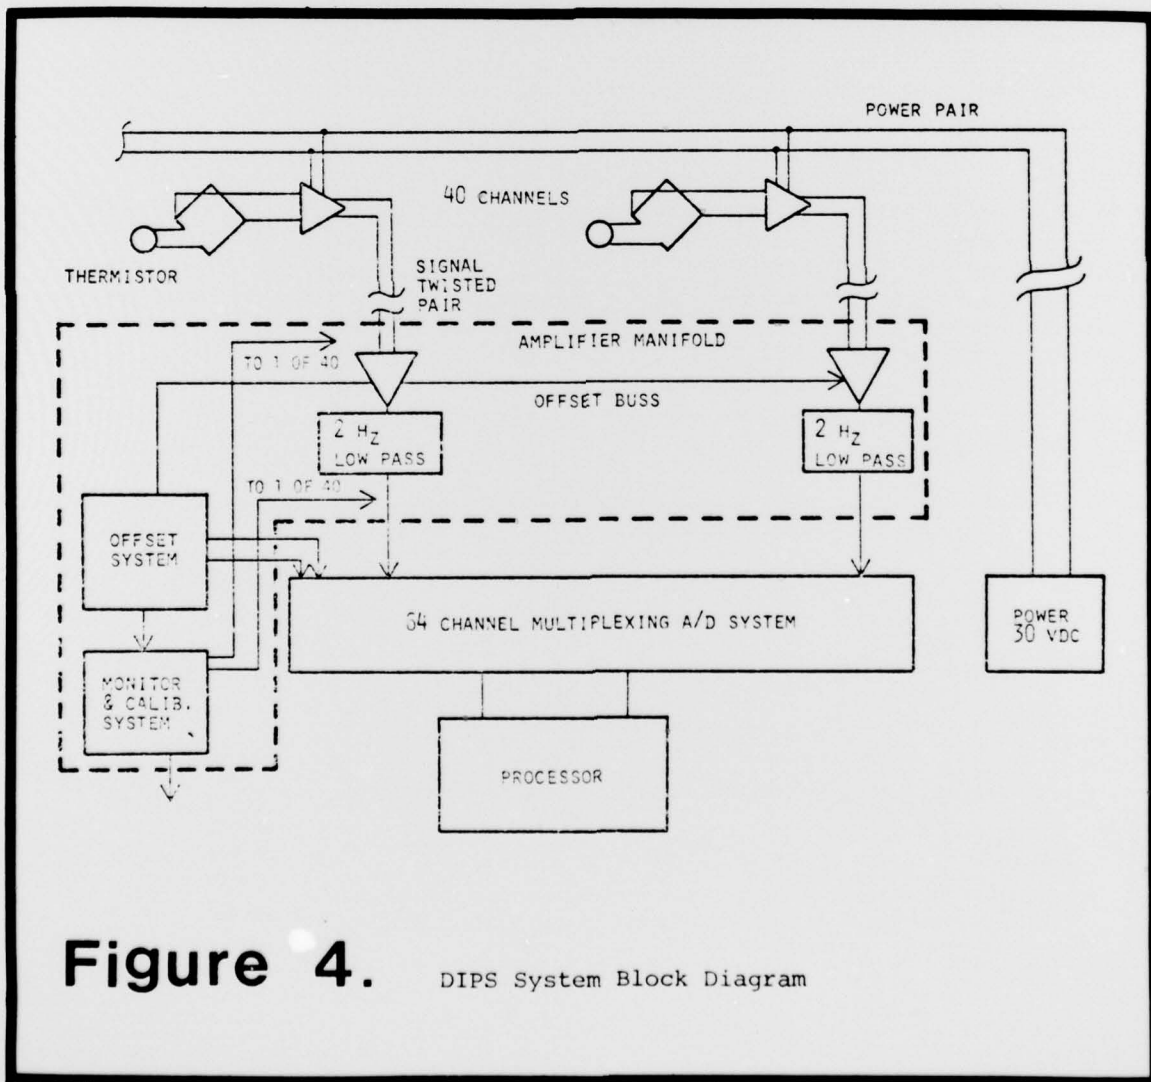 POWER PAIR
40 CHANNELS
THERMISTOR
SIGNAL
TWISTED
PAIR
AMPLIFIER MANIFOLD
TO 1 OF 40
OFFSET BUSS
2 HZ
LOW PASS
2 HZ
LOW PASS
TO 1 OF 40
OFFSET
SYSTEM
64 CHANNEL MULTIPLEXING A/D SYSTEM
POWER
30 VDC
MONITOR
& CALIB.
SYSTEM
PROCESSOR
Figure 4. DIPS System Block Diagram